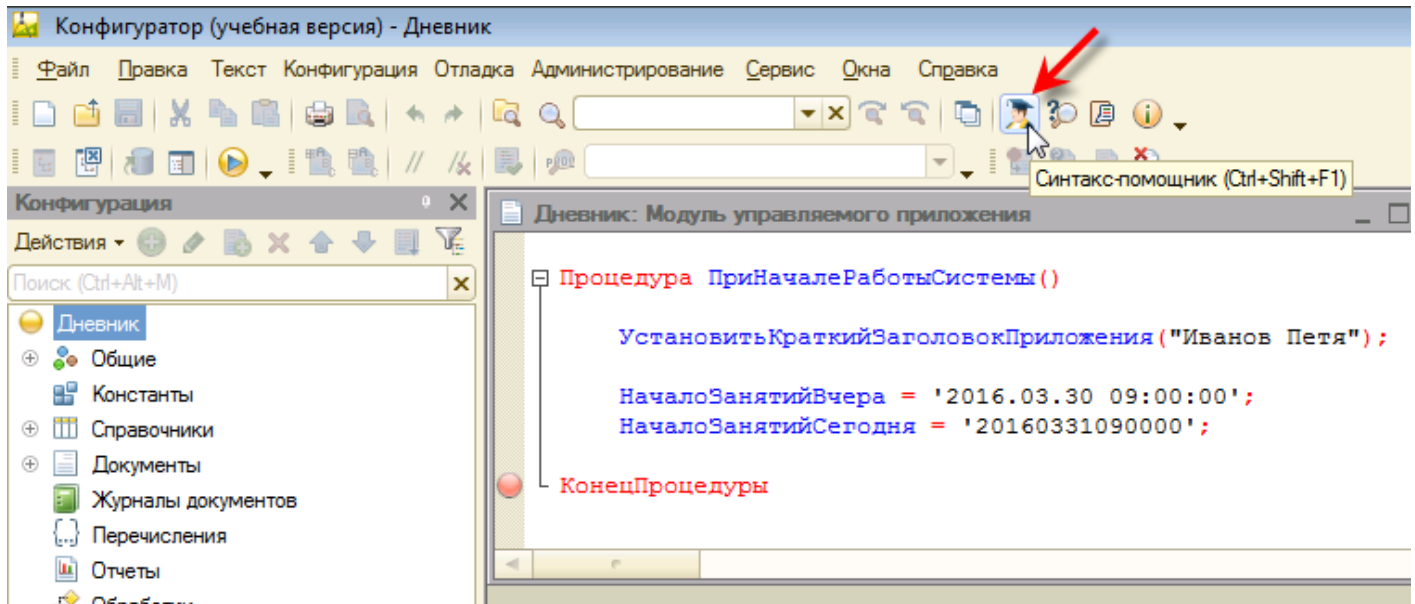 Конфигуратор (учебная версия) - Дневник
Файл Правка Текст Конфигурация Отладка Администрирование Сервис Окна Справка
Синтакс-помощник (Ctrl+Shift+F1)
Конфигурация
Действия
Поиск (Ctrl+Alt+M)
Дневник
Общие
Константы
Справочники
Документы
Журналы документов
Перечисления
Отчеты
Обработки
Дневник: Модуль управляемого приложения
Процедура ПриНачалеРаботыСистемы()
УстановитьКраткийЗаголовокПриложения("Иванов Петя");
НачалоЗанятийВчера = '2016.03.30 09:00:00';
НачалоЗанятийСегодня = '20160331090000';
КонецПроцедуры